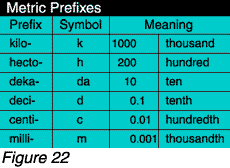 Metric Prefixes
Prefix Symbol Meaning
kilo- k 1000 thousand
hecto- h 200 hundred
deka- da 10 ten
deci- d 0.1 tenth
centi- c 0.01 hundredth
milli- m 0.001 thousandth
Figure 22